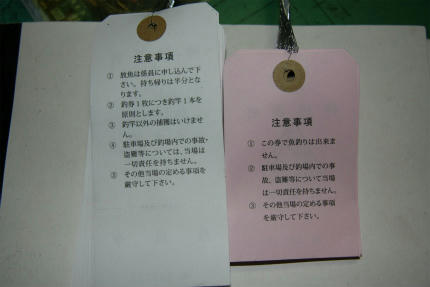 注意事項
① 放魚は係員に申し込んで下
さい。持ち帰りは半分とな
ります。
② 釣券１枚につき釣竿１本を
原則とします。
③ 釣竿以外の捕獲はいけませ
ん。
④ 駐車場及び釣場内での事故・
盗難等については、当場は
一切責任を持ちません。
⑤ その他当場の定める事項を
厳守して下さい。
注意事項
① この券で魚釣りは出来ま
せん。
② 駐車場及び釣場内での事
故、盗難等について当場
は一切責任を持ちません。
③ その他当場の定める事項
を厳守して下さい。